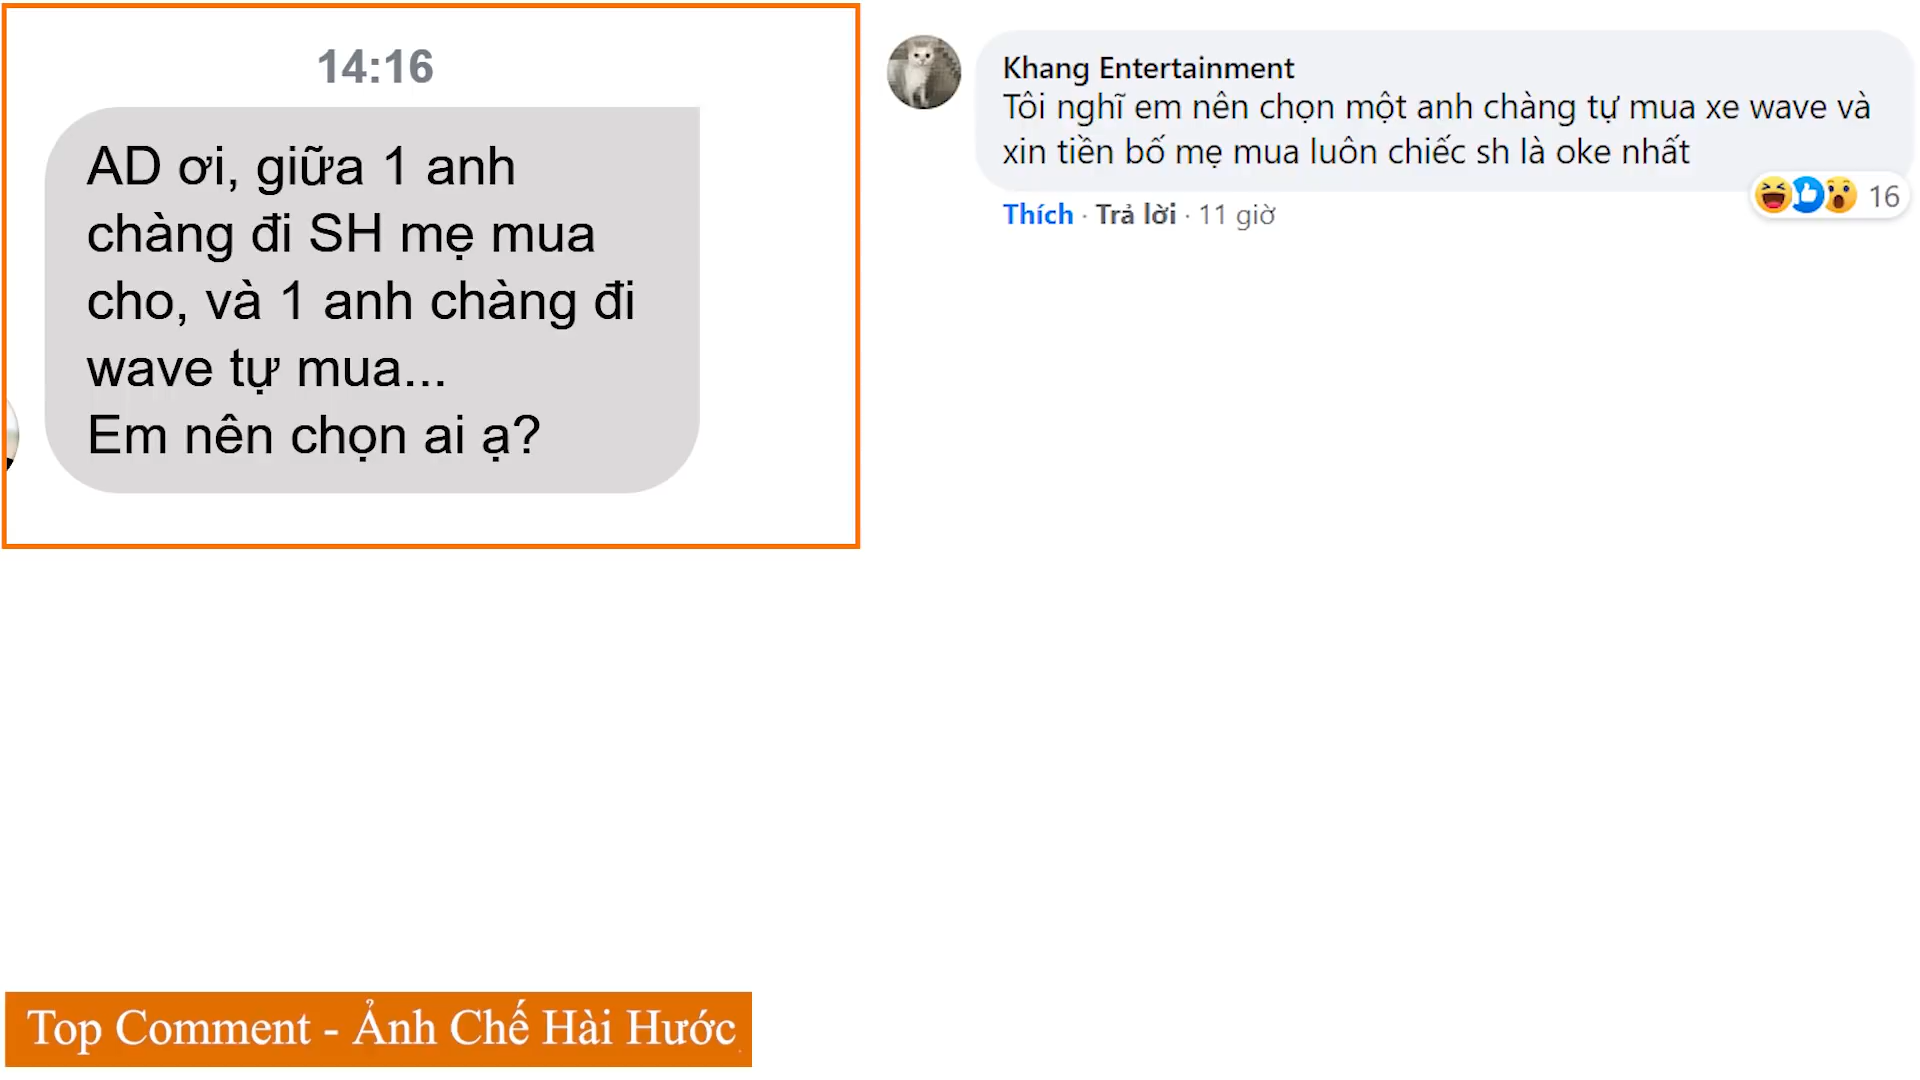 14:16
AD ơi, giữa 1 anh
chàng đi SH mẹ mua
cho, và 1 anh chàng đi
wave tự mua...
Em nên chọn ai ạ?
Khang Entertainment
Tôi nghĩ em nên chọn một anh chàng tự mua xe wave và
xin tiền bố mẹ mua luôn chiếc sh là oke nhất
16
Thích · Trả lời · 11 giờ
Top Comment - Ảnh Chế Hài Hước